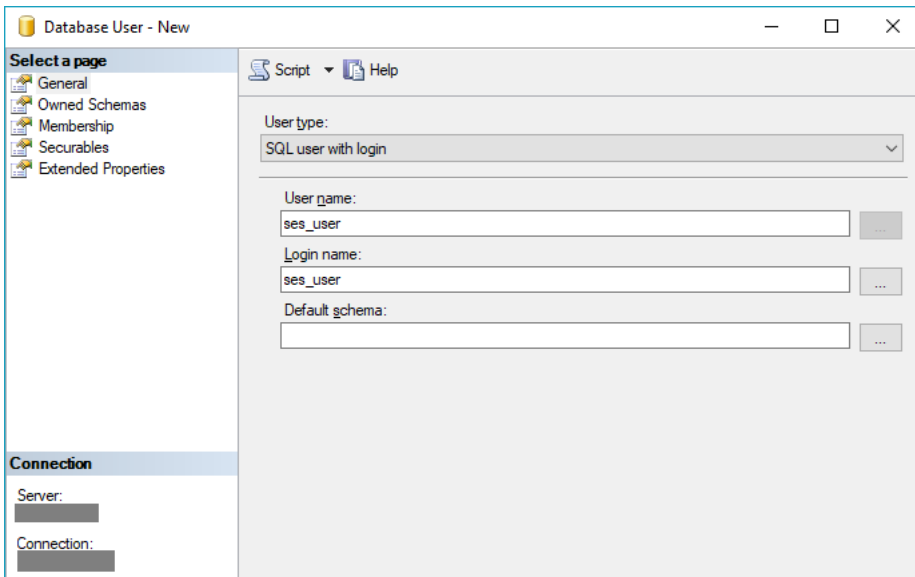 Database User - New
Select a page
General
Owned Schemas
Membership
Securables
Extended Properties
Script
Help
User type:
SQL user with login
User name:
ses_user
...
Login name:
ses_user
...
Default schema:
...
Connection
Server:
Connection: